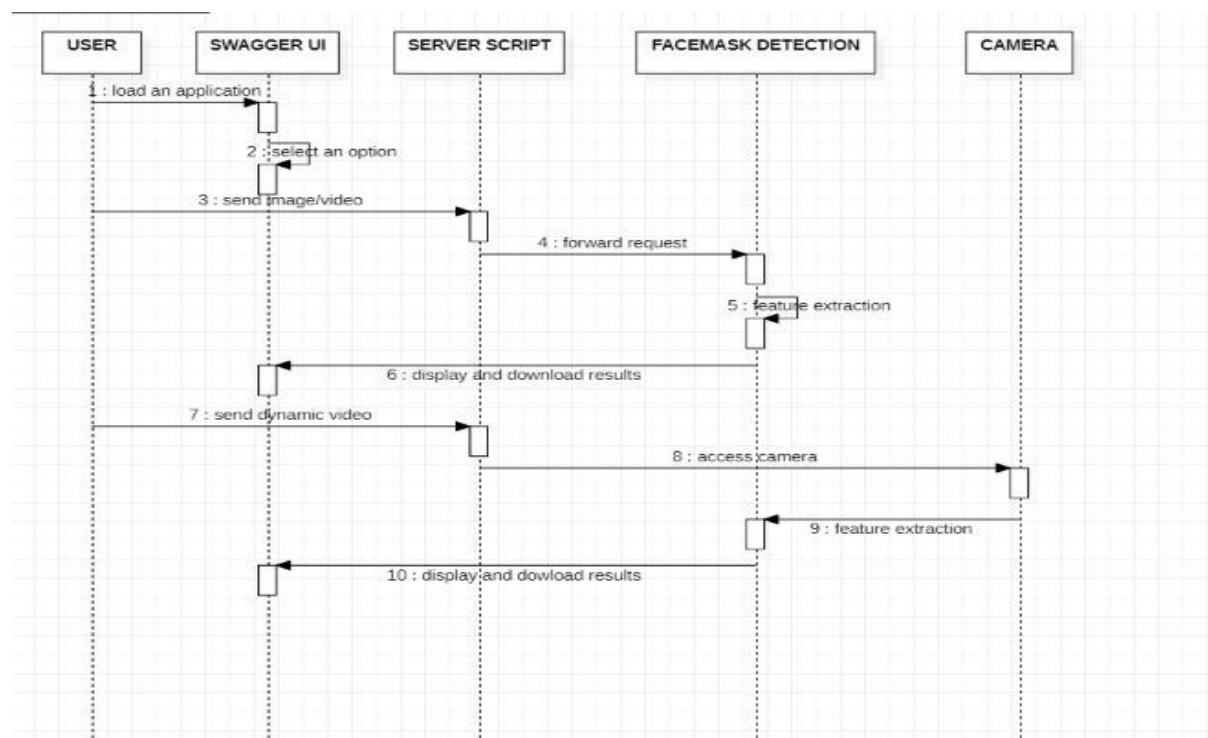 USER
SWAGGER UI
SERVER SCRIPT
FACEMASK DETECTION
CAMERA
1 : load an application
2 : select an option
3 : send image/video
4 : forward request
5 : feature extraction
6 : display and download results
7 : send dynamic video
8 : access camera
9 : feature extraction
10 : display and dowload results